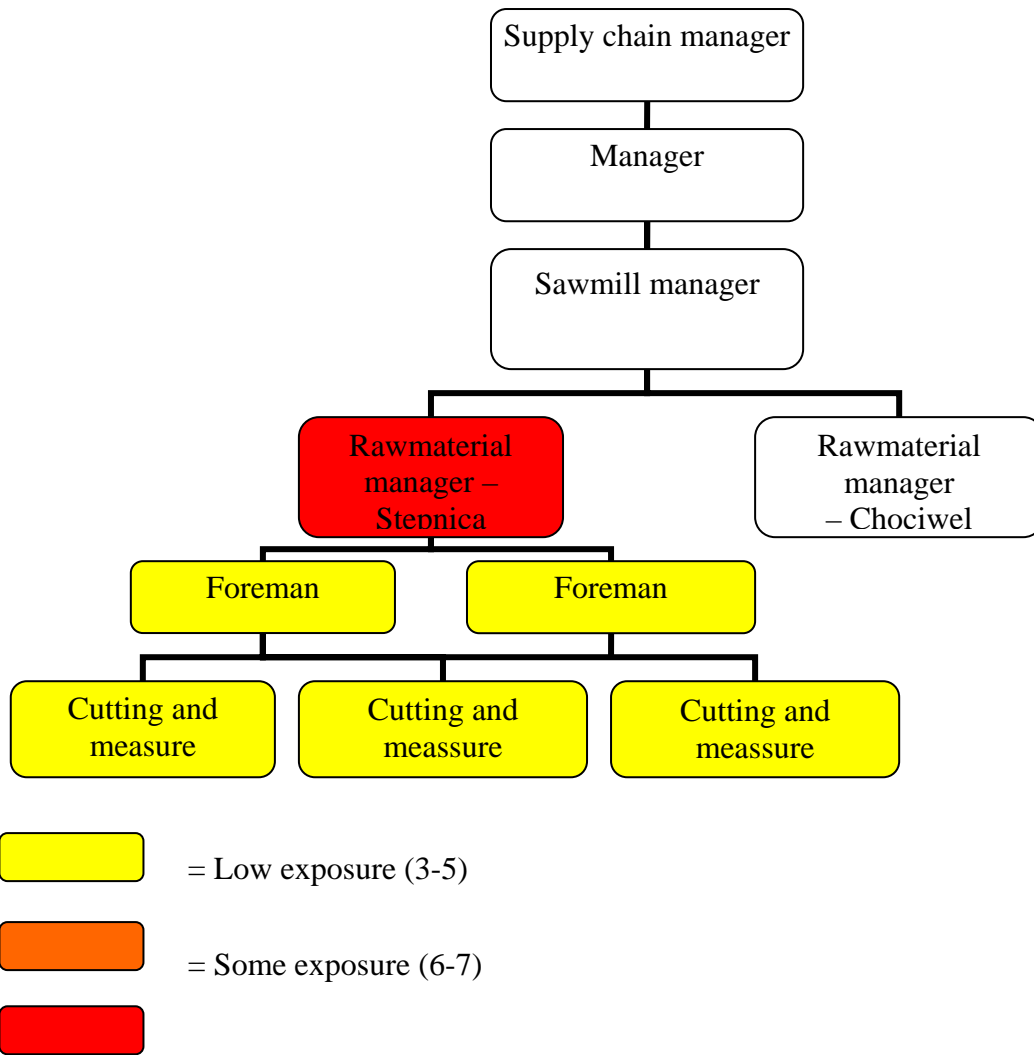 Supply chain manager
Manager
Sawmill manager
Rawmaterial
manager –
Stepnica
Rawmaterial
manager
– Chociwel
Foreman
Foreman
Cutting and
measure
Cutting and
meassure
Cutting and
meassure
= Low exposure (3-5)
= Some exposure (6-7)